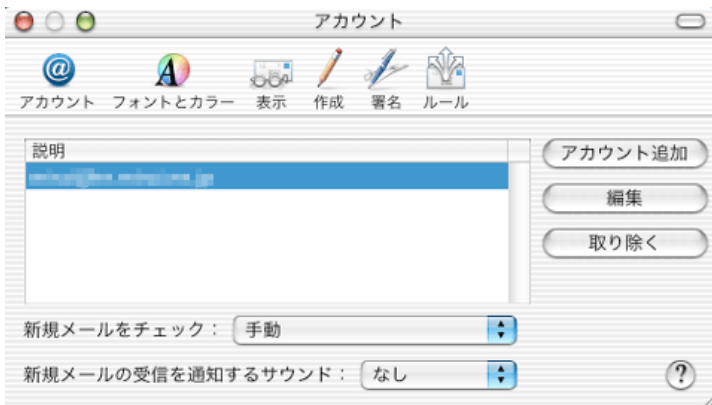 アカウント
アカウント フォントとカラー 表示 作成 署名 ルール
説明
アカウント追加
編集
取り除く
新規メールをチェック： 手動
新規メールの受信を通知するサウンド： なし
?